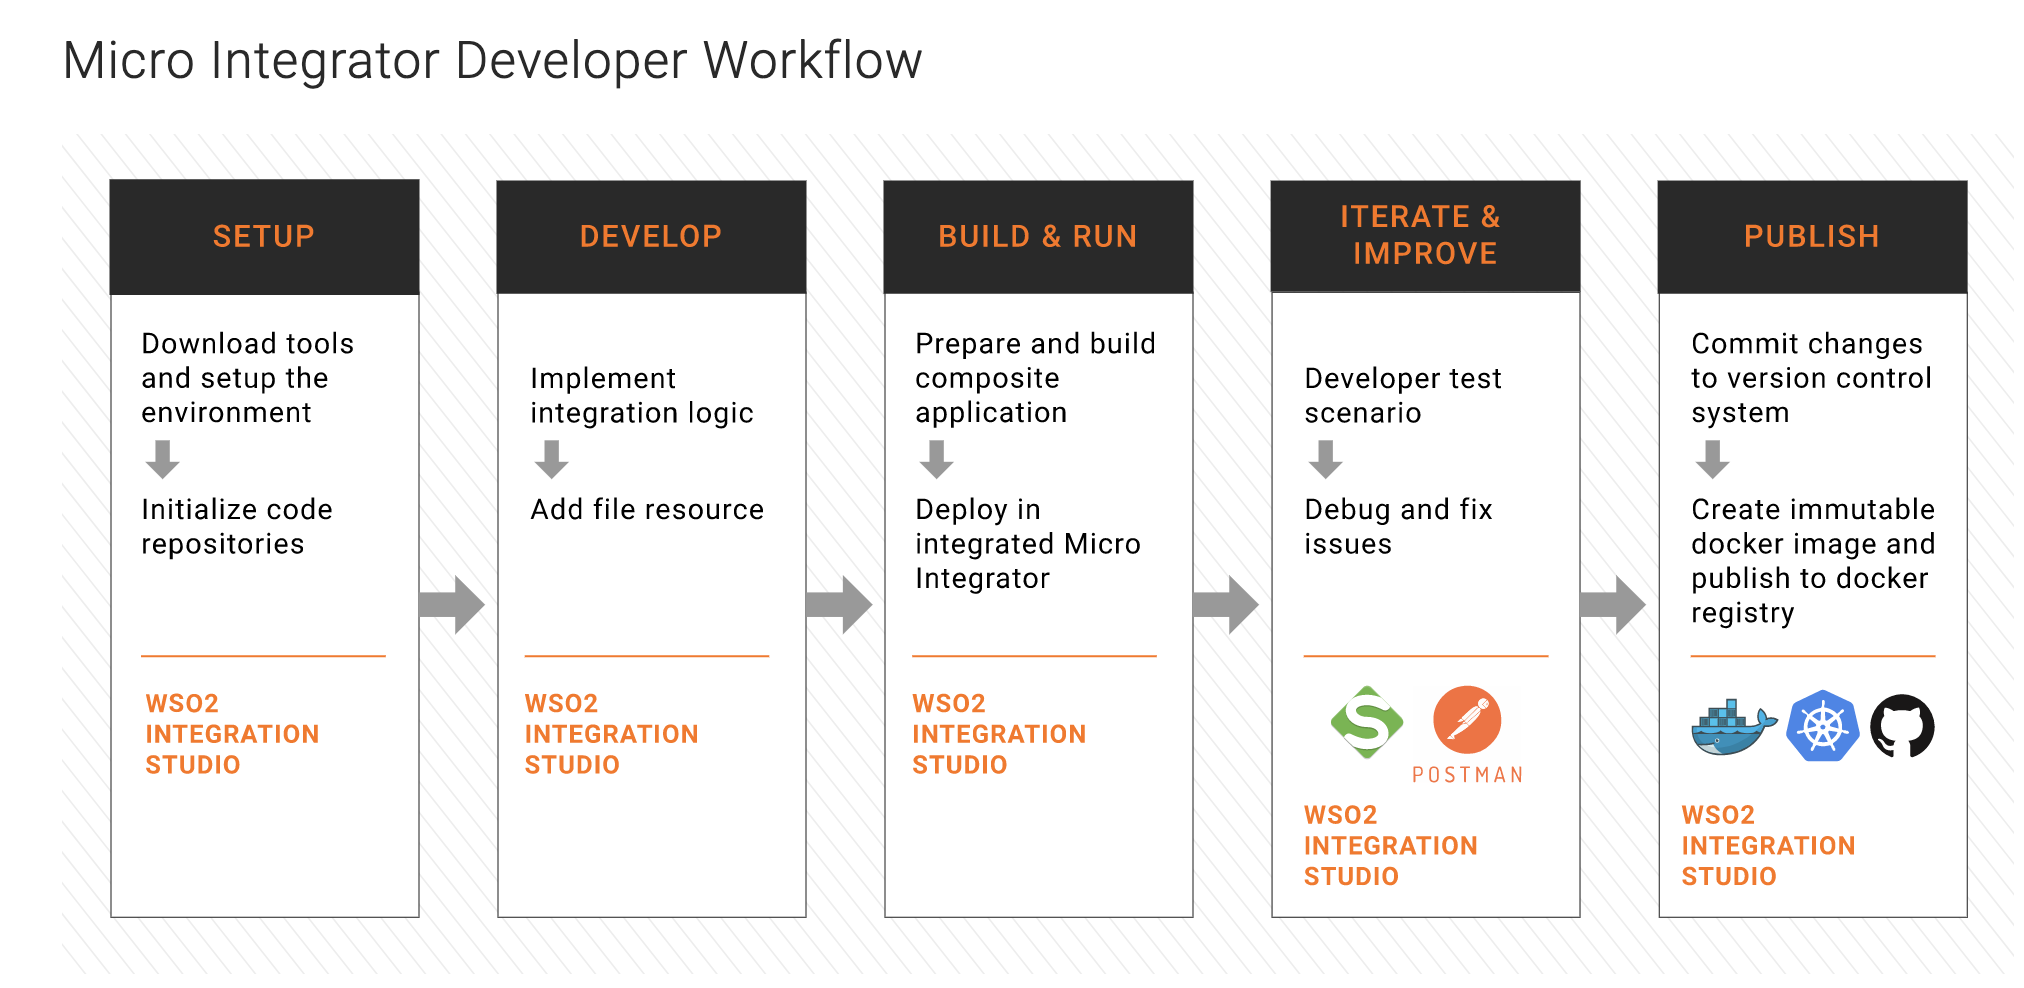 Micro Integrator Developer Workflow
SETUP
Download tools
and setup the
environment
Initialize code
repositories
WSO2
INTEGRATION
STUDIO
DEVELOP
Implement
integration logic
Add file resource
WSO2
INTEGRATION
STUDIO
BUILD & RUN
Prepare and build
composite
application
Deploy in
integrated Micro
Integrator
WSO2
INTEGRATION
STUDIO
ITERATE &
IMPROVE
Developer test
scenario
Debug and fix
issues
S
POSTMAN
WSO2
INTEGRATION
STUDIO
PUBLISH
Commit changes
to version control
system
Create immutable
docker image and
publish to docker
registry
WSO2
INTEGRATION
STUDIO